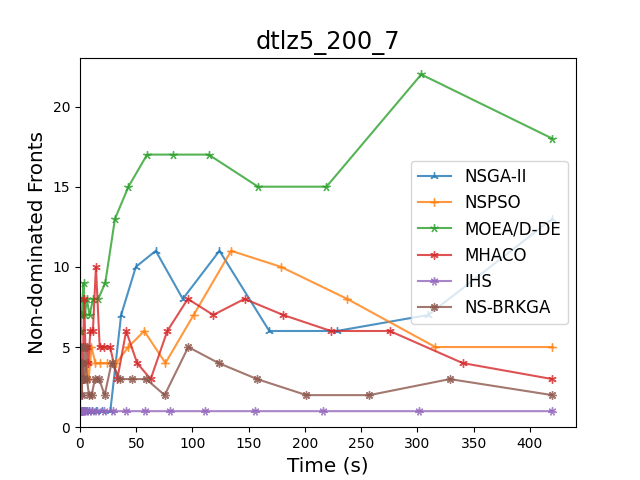 dtlz5_200_7
Non-dominated Fronts
20
15
10
5
0
NSGA-II
NSPSO
MOEA/D-DE
MHACO
IHS
NS-BRKGA
0 50 100 150 200 250 300 350 400
Time (s)